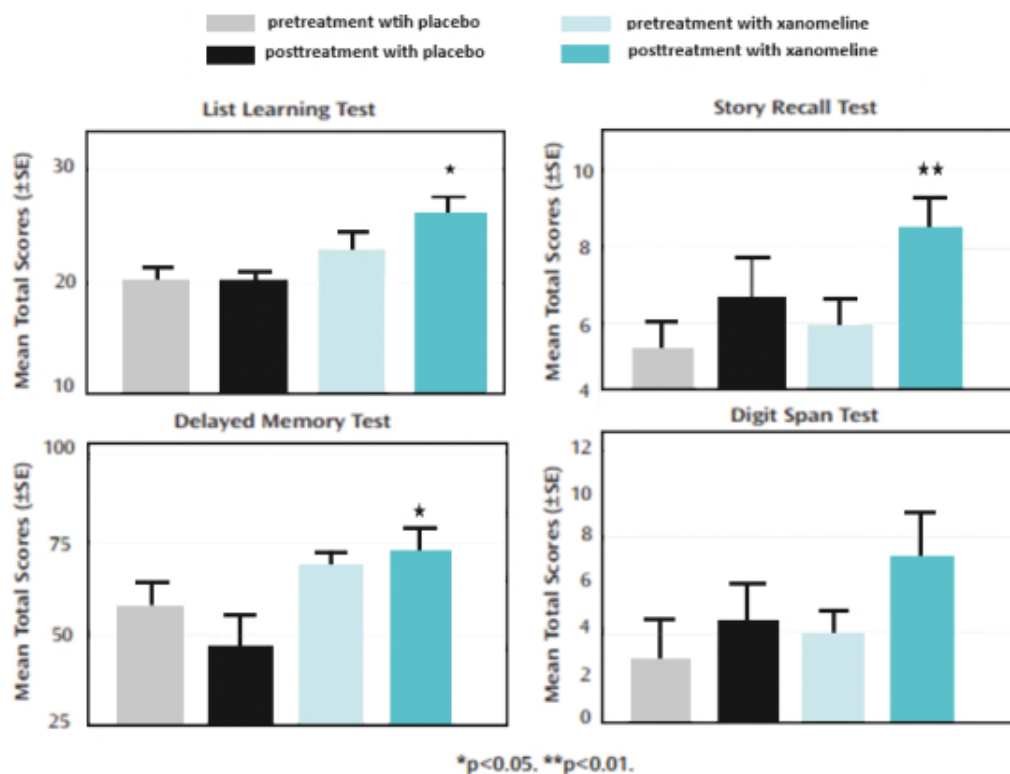 pretreatment wtih placebo
pretreatment with xanomeline
posttreatment with placebo
posttreatment with xanomeline
List Learning Test
Mean Total Scores (±SE)
30
20
10
*
Story Recall Test
Mean Total Scores (±SE)
10
8
6
4
**
Delayed Memory Test
Mean Total Scores (±SE)
100
75
50
25
*
Digit Span Test
Mean Total Scores (±SE)
12
10
8
6
4
2
0
*p<0.05. **p<0.01.